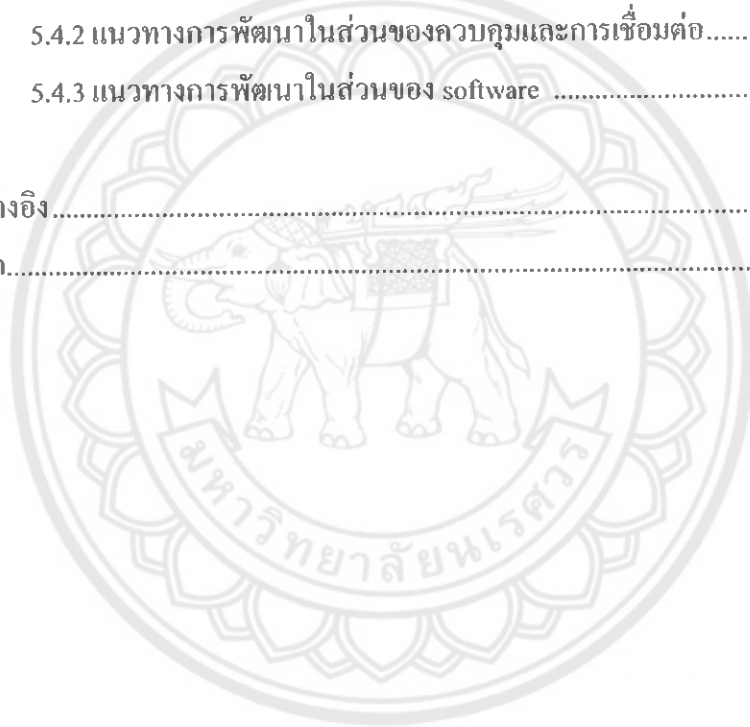 5.4.2 แนวทางการพัฒนาในส่วนของควบคุมและการเชื่อมต่อ......
5.4.3 แนวทางการพัฒนาในส่วนของ software ..........................
างอิง..................................................................................
ก..........................................................................................
มหาวิทยาลัยนเรศวร